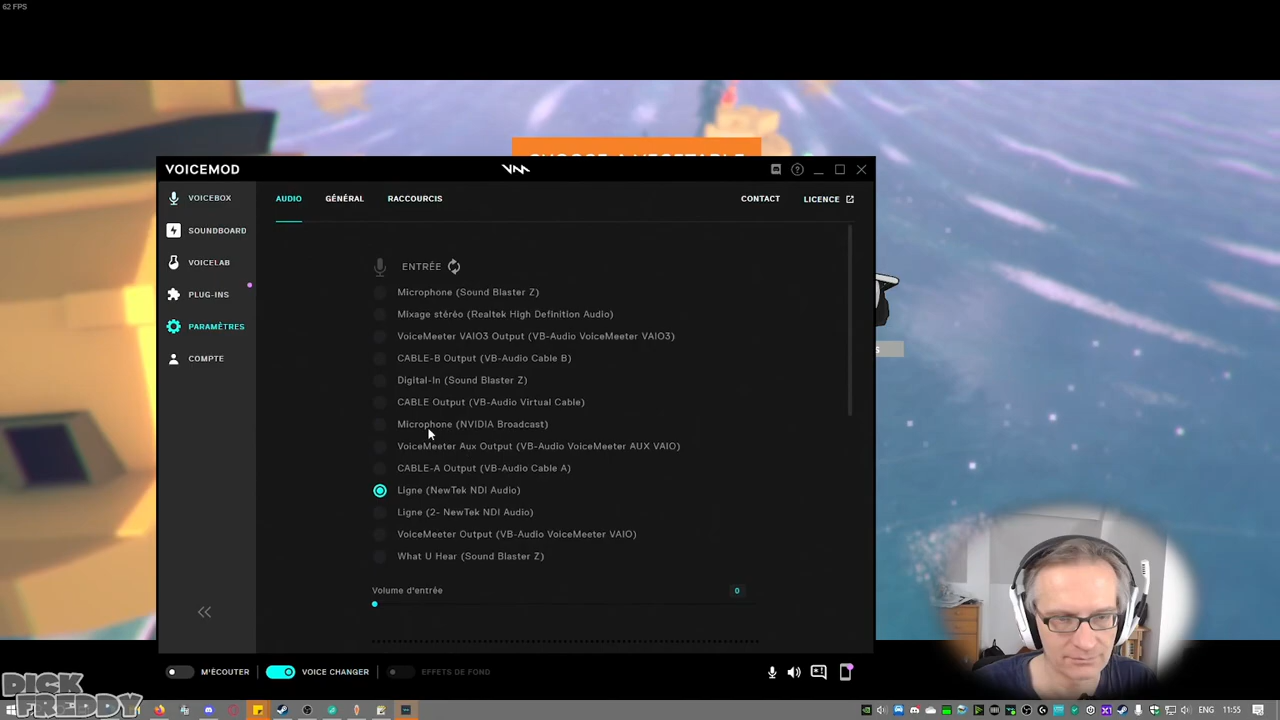 62 FPS
VOICEMOD
VOICEBOX
SOUNDBOARD
VOICELAB
PLUG-INS
PARAMÈTRES
COMPTE
AUDIO GÉNÉRAL RACCOURCIS CONTACT LICENCE
ENTRÉE
Microphone (Sound Blaster Z)
Mixage stéréo (Realtek High Definition Audio)
VoiceMeeter VAIO3 Output (VB-Audio VoiceMeeter VAIO3)
CABLE-B Output (VB-Audio Cable B)
Digital-In (Sound Blaster Z)
CABLE Output (VB-Audio Virtual Cable)
Microphone (NVIDIA Broadcast)
VoiceMeeter Aux Output (VB-Audio VoiceMeeter AUX VAIO)
CABLE-A Output (VB-Audio Cable A)
Ligne (NewTek NDI Audio)
Ligne (2- NewTek NDI Audio)
VoiceMeeter Output (VB-Audio VoiceMeeter VAIO)
What U Hear (Sound Blaster Z)
Volume d'entrée 0
M'ÉCOUTER VOICE CHANGER EFFETS DE FOND
DICK
FREDDY
ENG 11:55